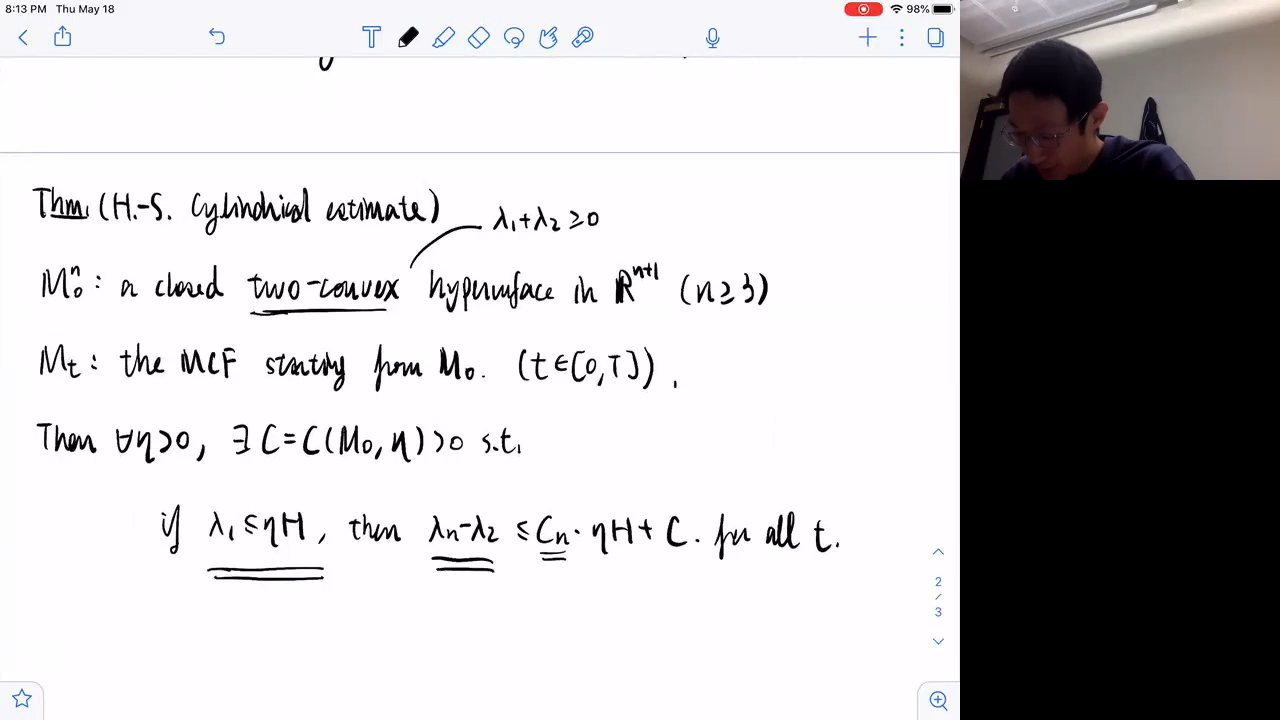 8:13 PM Thu May 18
98%
Thm. (H.-S. Cylindrical estimate)
λ₁+λ₂ ≥ 0
M₀ⁿ : a closed two-convex hypersurface in ℝⁿ⁺¹ (n ≥ 3)
Mt : the MCF starting from M₀. (t ∈ [0,T]).
Then ∀η>0, ∃ C = C(M₀, η) >0 s.t.
if λ₁ ≤ ηH, then λn-λ₂ ≤ Cn · ηH + C. for all t.
2
/
3